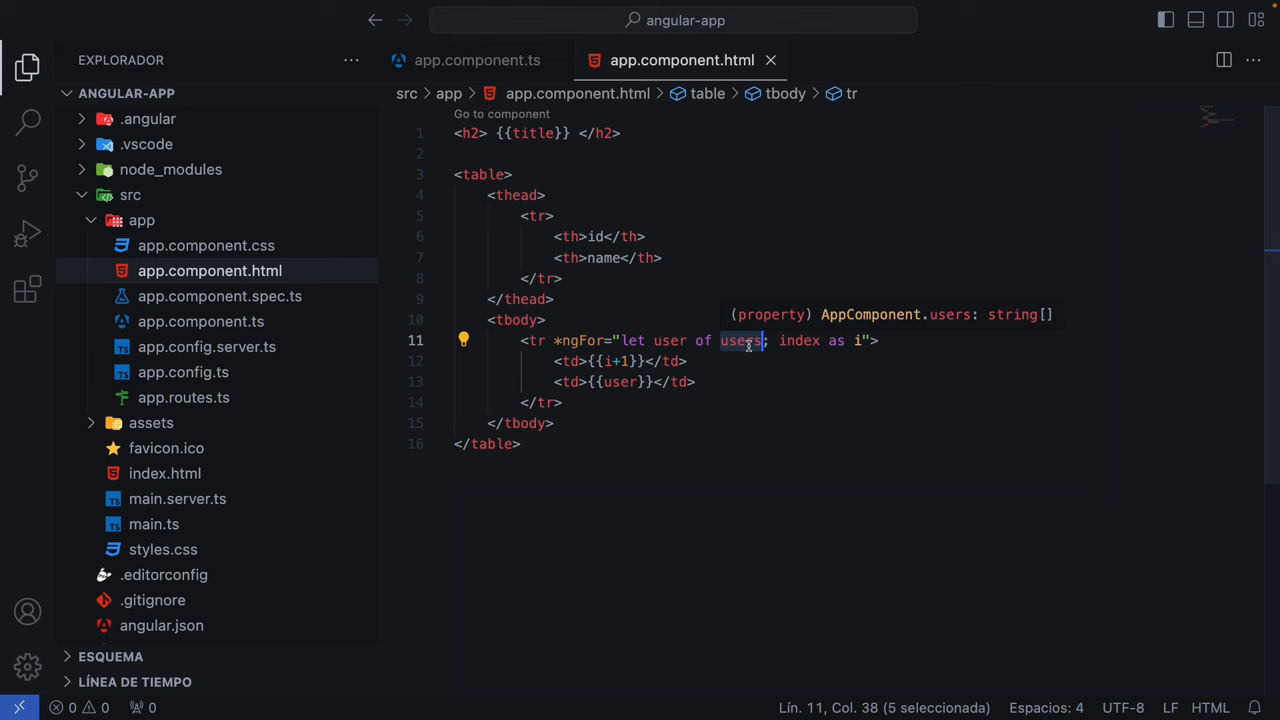 angular-app
EXPLORADOR
ANGULAR-APP
.angular
.vscode
node_modules
src
app
app.component.css
app.component.html
app.component.spec.ts
app.component.ts
app.config.server.ts
app.config.ts
app.routes.ts
assets
favicon.ico
index.html
main.server.ts
main.ts
styles.css
.editorconfig
.gitignore
angular.json
ESQUEMA
LÍNEA DE TIEMPO
app.component.ts
app.component.html
src > app > app.component.html > table > tbody > tr
Go to component
1 <h2> {{title}} </h2>
2
3 <table>
4 <thead>
5 <tr>
6 <th>id</th>
7 <th>name</th>
8 </tr>
9 </thead>
10 <tbody>
(property) AppComponent.users: string[]
11 <tr *ngFor="let user of users; index as i">
12 <td>{{i+1}}</td>
13 <td>{{user}}</td>
14 </tr>
15 </tbody>
16 </table>
0 0 0 Lín. 11, Col. 38 (5 seleccionada) Espacios: 4 UTF-8 LF HTML